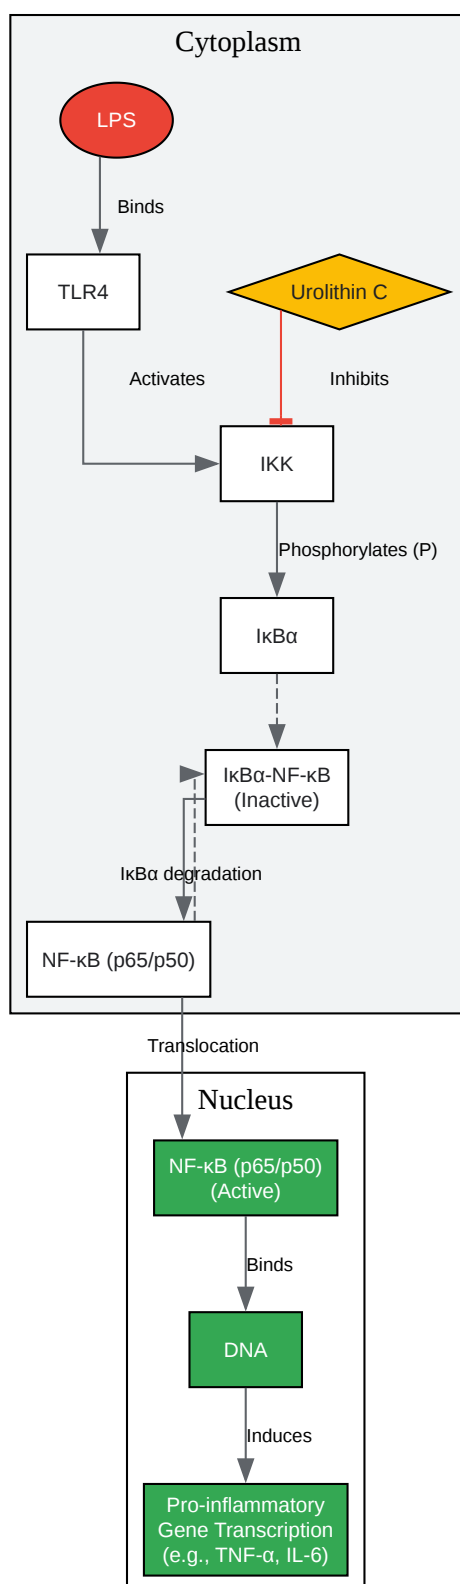 Cytoplasm
LPS
Binds
TLR4
Urolithin C
Activates
Inhibits
IKK
Phosphorylates (P)
IκBα
IκBα-NF-κB
(Inactive)
IκBα degradation
NF-κB (p65/p50)
Translocation
Nucleus
NF-κB (p65/p50)
(Active)
Binds
DNA
Induces
Pro-inflammatory
Gene Transcription
(e.g., TNF-α, IL-6)